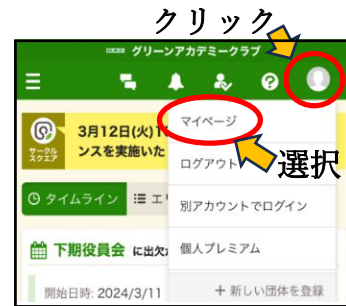 クリック
グリーンアカデミークラブ
サークル
スクエア
3月12日(火)1
ンスを実施いた
マイページ
ログアウト
選択
タイムライン
エ
別アカウントでログイン
下期役員会 に出欠
個人プレミアム
開始日時: 2024/3/11
+ 新しい団体を登録